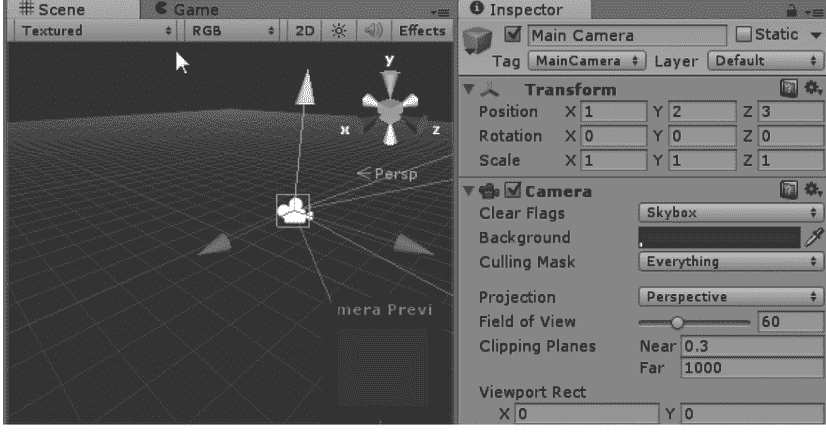 Scene
Game
Textured
RGB
2D
Effects
y
x
z
Persp
mera Previ
Inspector
Main Camera
Static
Tag
MainCamera
Layer
Default
Transform
Position X 1 Y 2 Z 3
Rotation X 0 Y 0 Z 0
Scale X 1 Y 1 Z 1
Camera
Clear Flags Skybox
Background
Culling Mask Everything
Projection Perspective
Field of View 60
Clipping Planes Near 0.3
Far 1000
Viewport Rect
X 0 Y 0